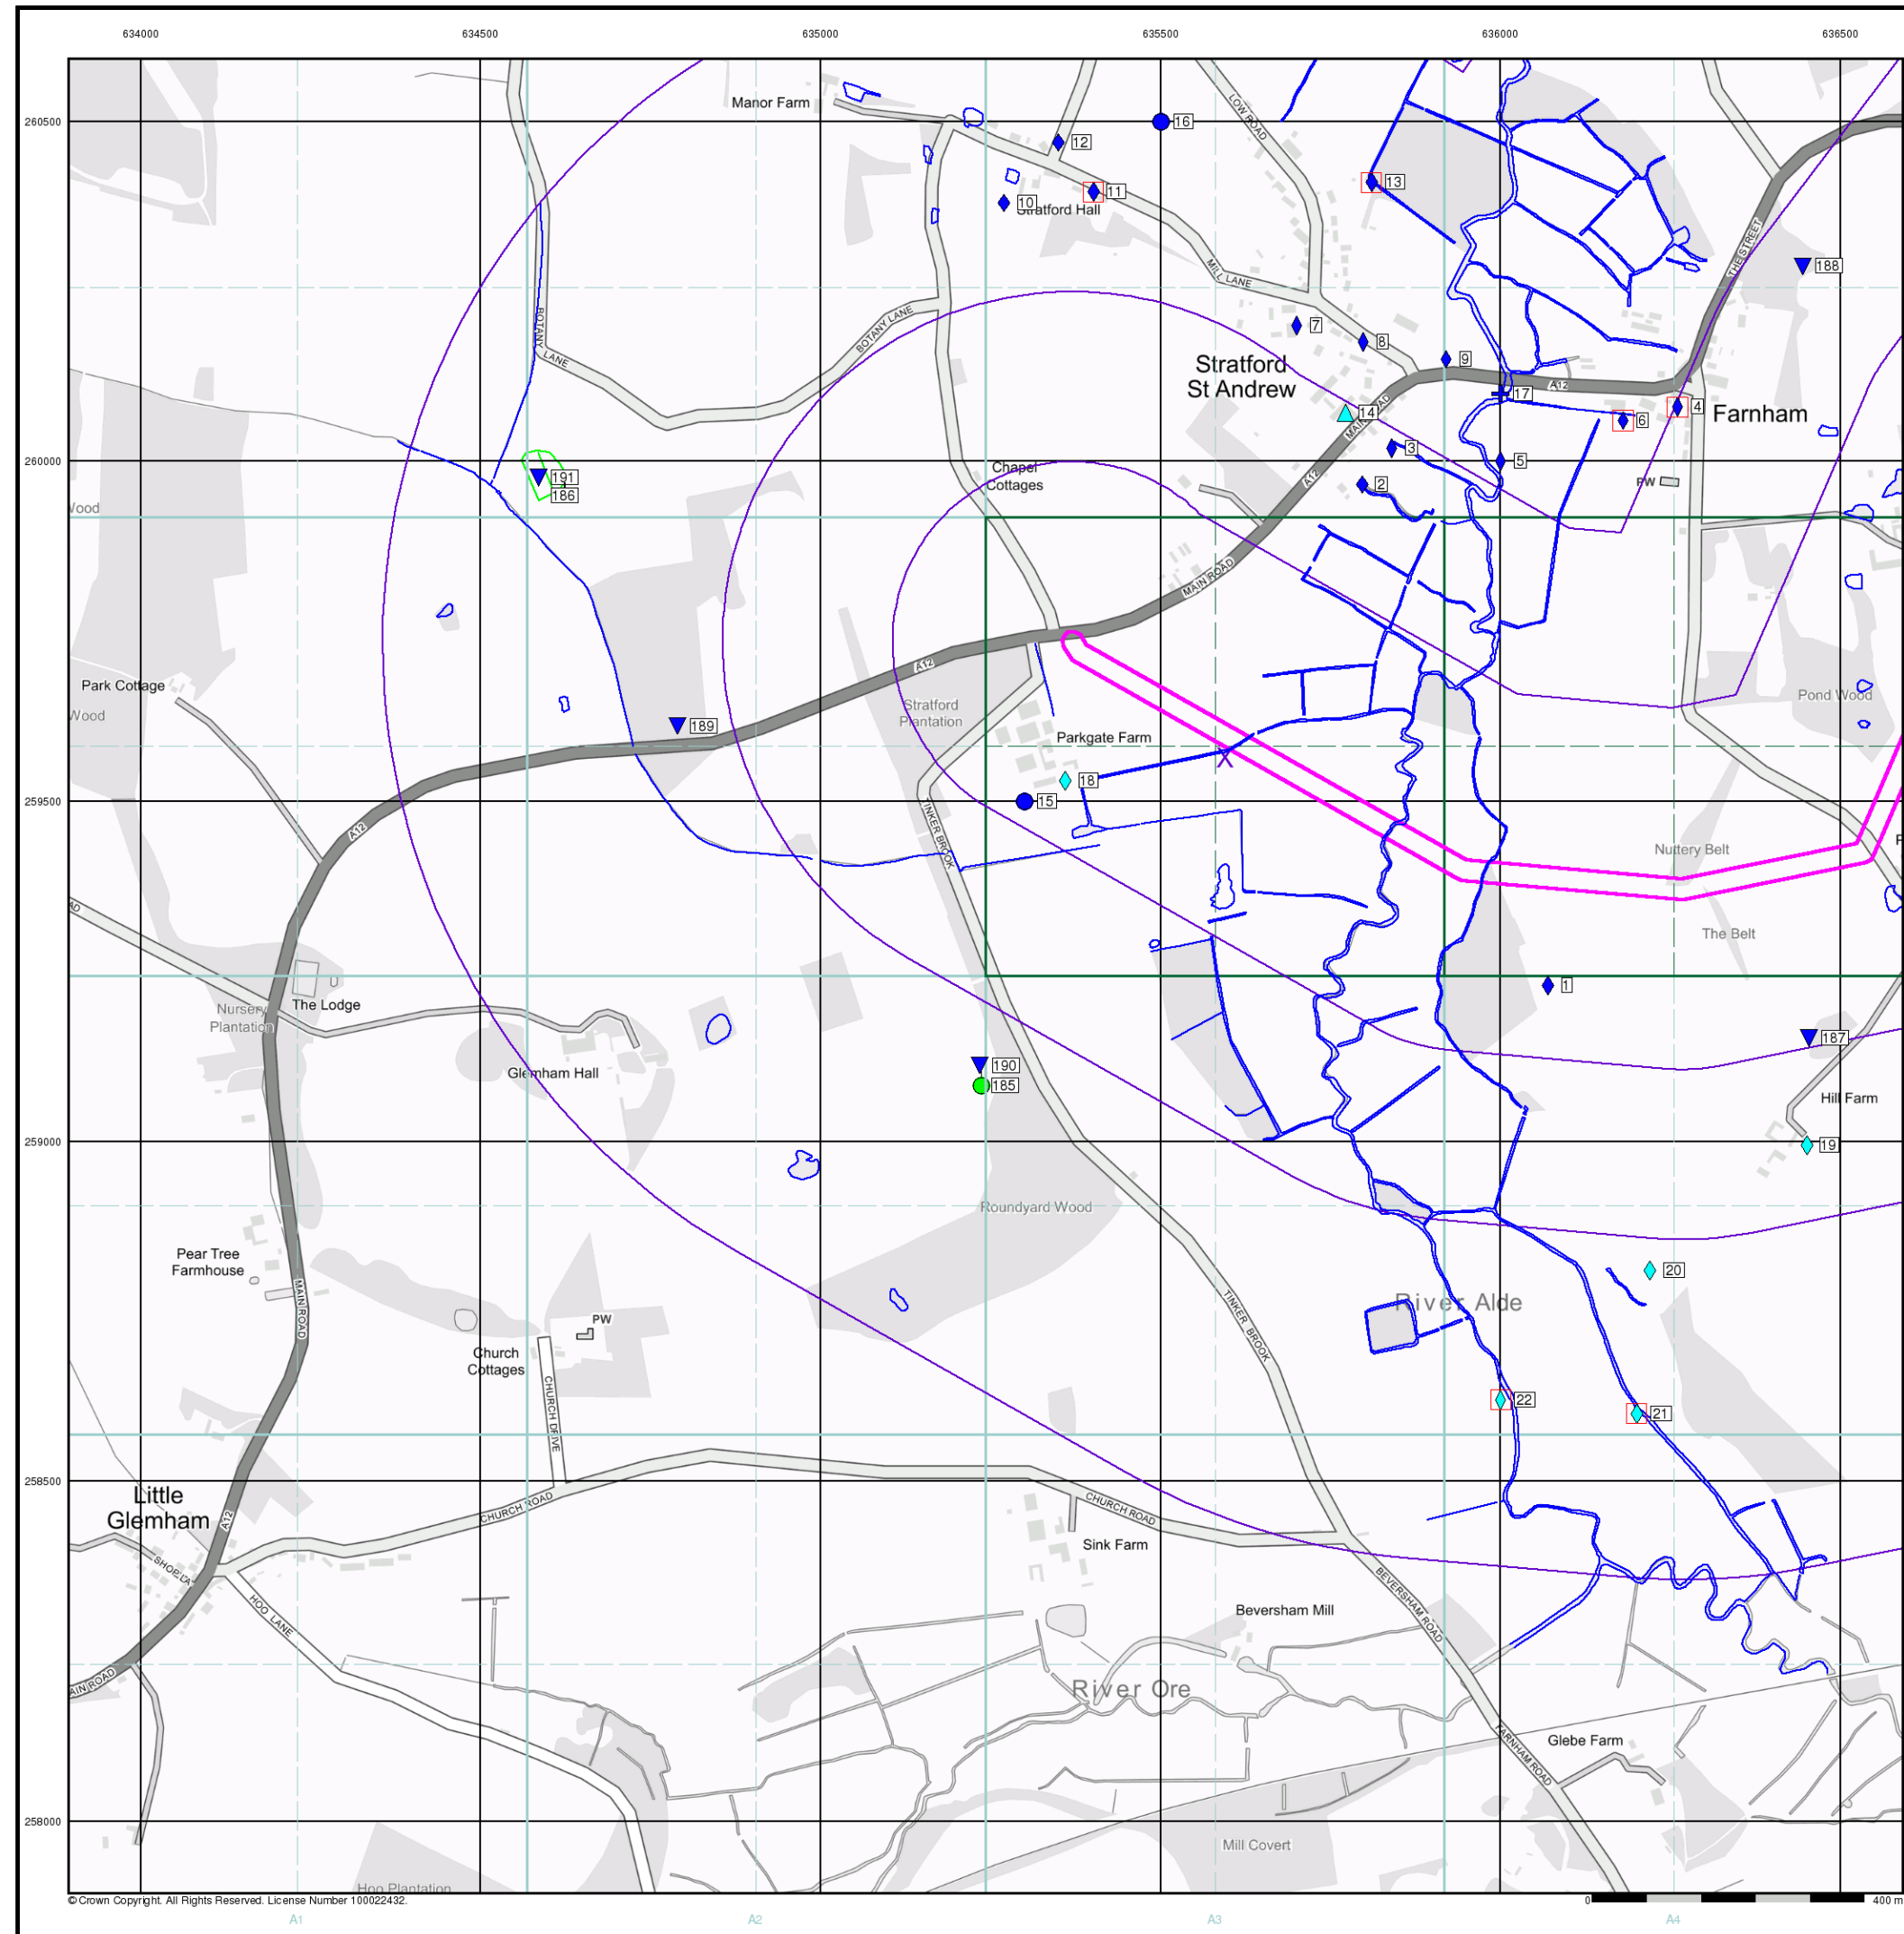 634000 634500 635000 635500 636000 636500
260500
Manor Farm
LOW ROAD
16
12
13
11
10
Stratford Hall
THE STREET
188
MILL LANE
BOTANY LANE
BOTANY LANE
7
8
9
Stratford
St Andrew
A12
17
14
MAIN ROAD
6
4
Farnham
3
260000
Chapel
Cottages
5
A12
191
186
2
PW
Wood
MAIN ROAD
A12
Park Cottage
Wood
Stratford
Plantation
Pond Wood
189
Parkgate Farm
18
15
259500
TINKER BROOK
A12
Nuttery Belt
The Belt
1
The Lodge
Nursery
Plantation
187
190
Glemham Hall
185
Hill Farm
259000
19
Roundyard Wood
Pear Tree
Farmhouse
20
MAIN ROAD
River Alde
TINKER BROOK
PW
Church
Cottages
CHURCH DRIVE
22
21
258500
Little
Glemham
A12
CHURCH ROAD
CHURCH ROAD
Sink Farm
SHOP LA
HOO LANE
BEVERSHAM ROAD
Beversham Mill
AIN ROAD
River Ore
FARNHAM ROAD
Glebe Farm
258000
Mill Covert
Hoo Plantation
© Crown Copyright. All Rights Reserved. License Number 100022432.
0 400 m
A1 A2 A3 A4